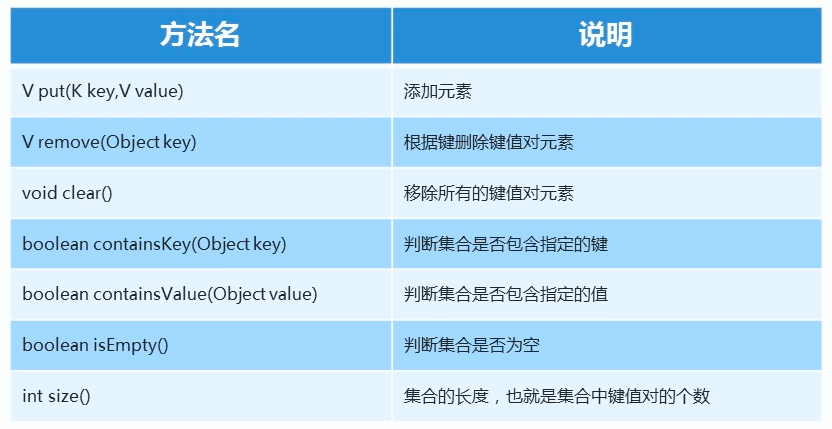 方法名 说明
V put(K key,V value) 添加元素
V remove(Object key) 根据键删除键值对元素
void clear() 移除所有的键值对元素
boolean containsKey(Object key) 判断集合是否包含指定的键
boolean containsValue(Object value) 判断集合是否包含指定的值
boolean isEmpty() 判断集合是否为空
int size() 集合的长度，也就是集合中键值对的个数